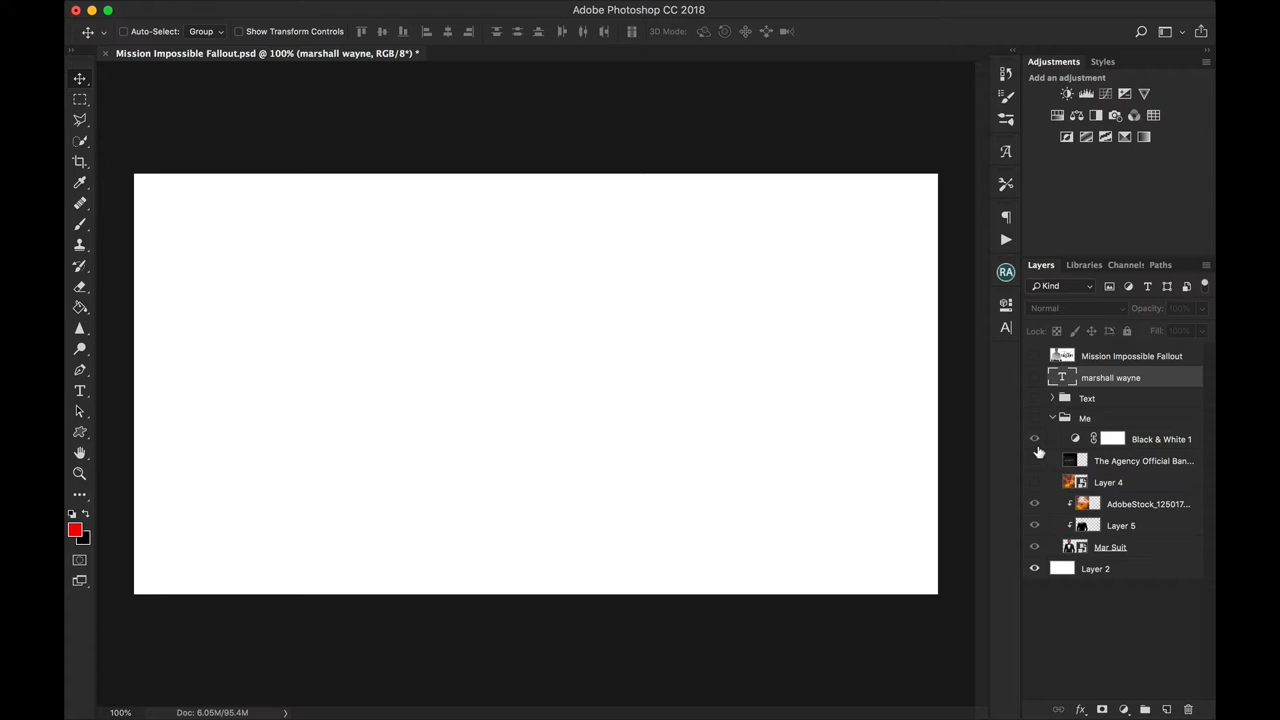 Adobe Photoshop CC 2018
Auto-Select: Group Show Transform Controls 3D Mode:
Mission Impossible Fallout.psd @ 100% (marshall wayne, RGB/8*) *
Adjustments Styles
Add an adjustment
Layers Libraries Channels Paths
Kind
Normal Opacity: 100%
Lock: Fill: 100%
Mission Impossible Fallout
marshall wayne
Text
Me
Black & White 1
The Agency Official Ban...
Layer 4
AdobeStock_125017...
Layer 5
Mar Suit
Layer 2
100% Doc: 6.05M/95.4M